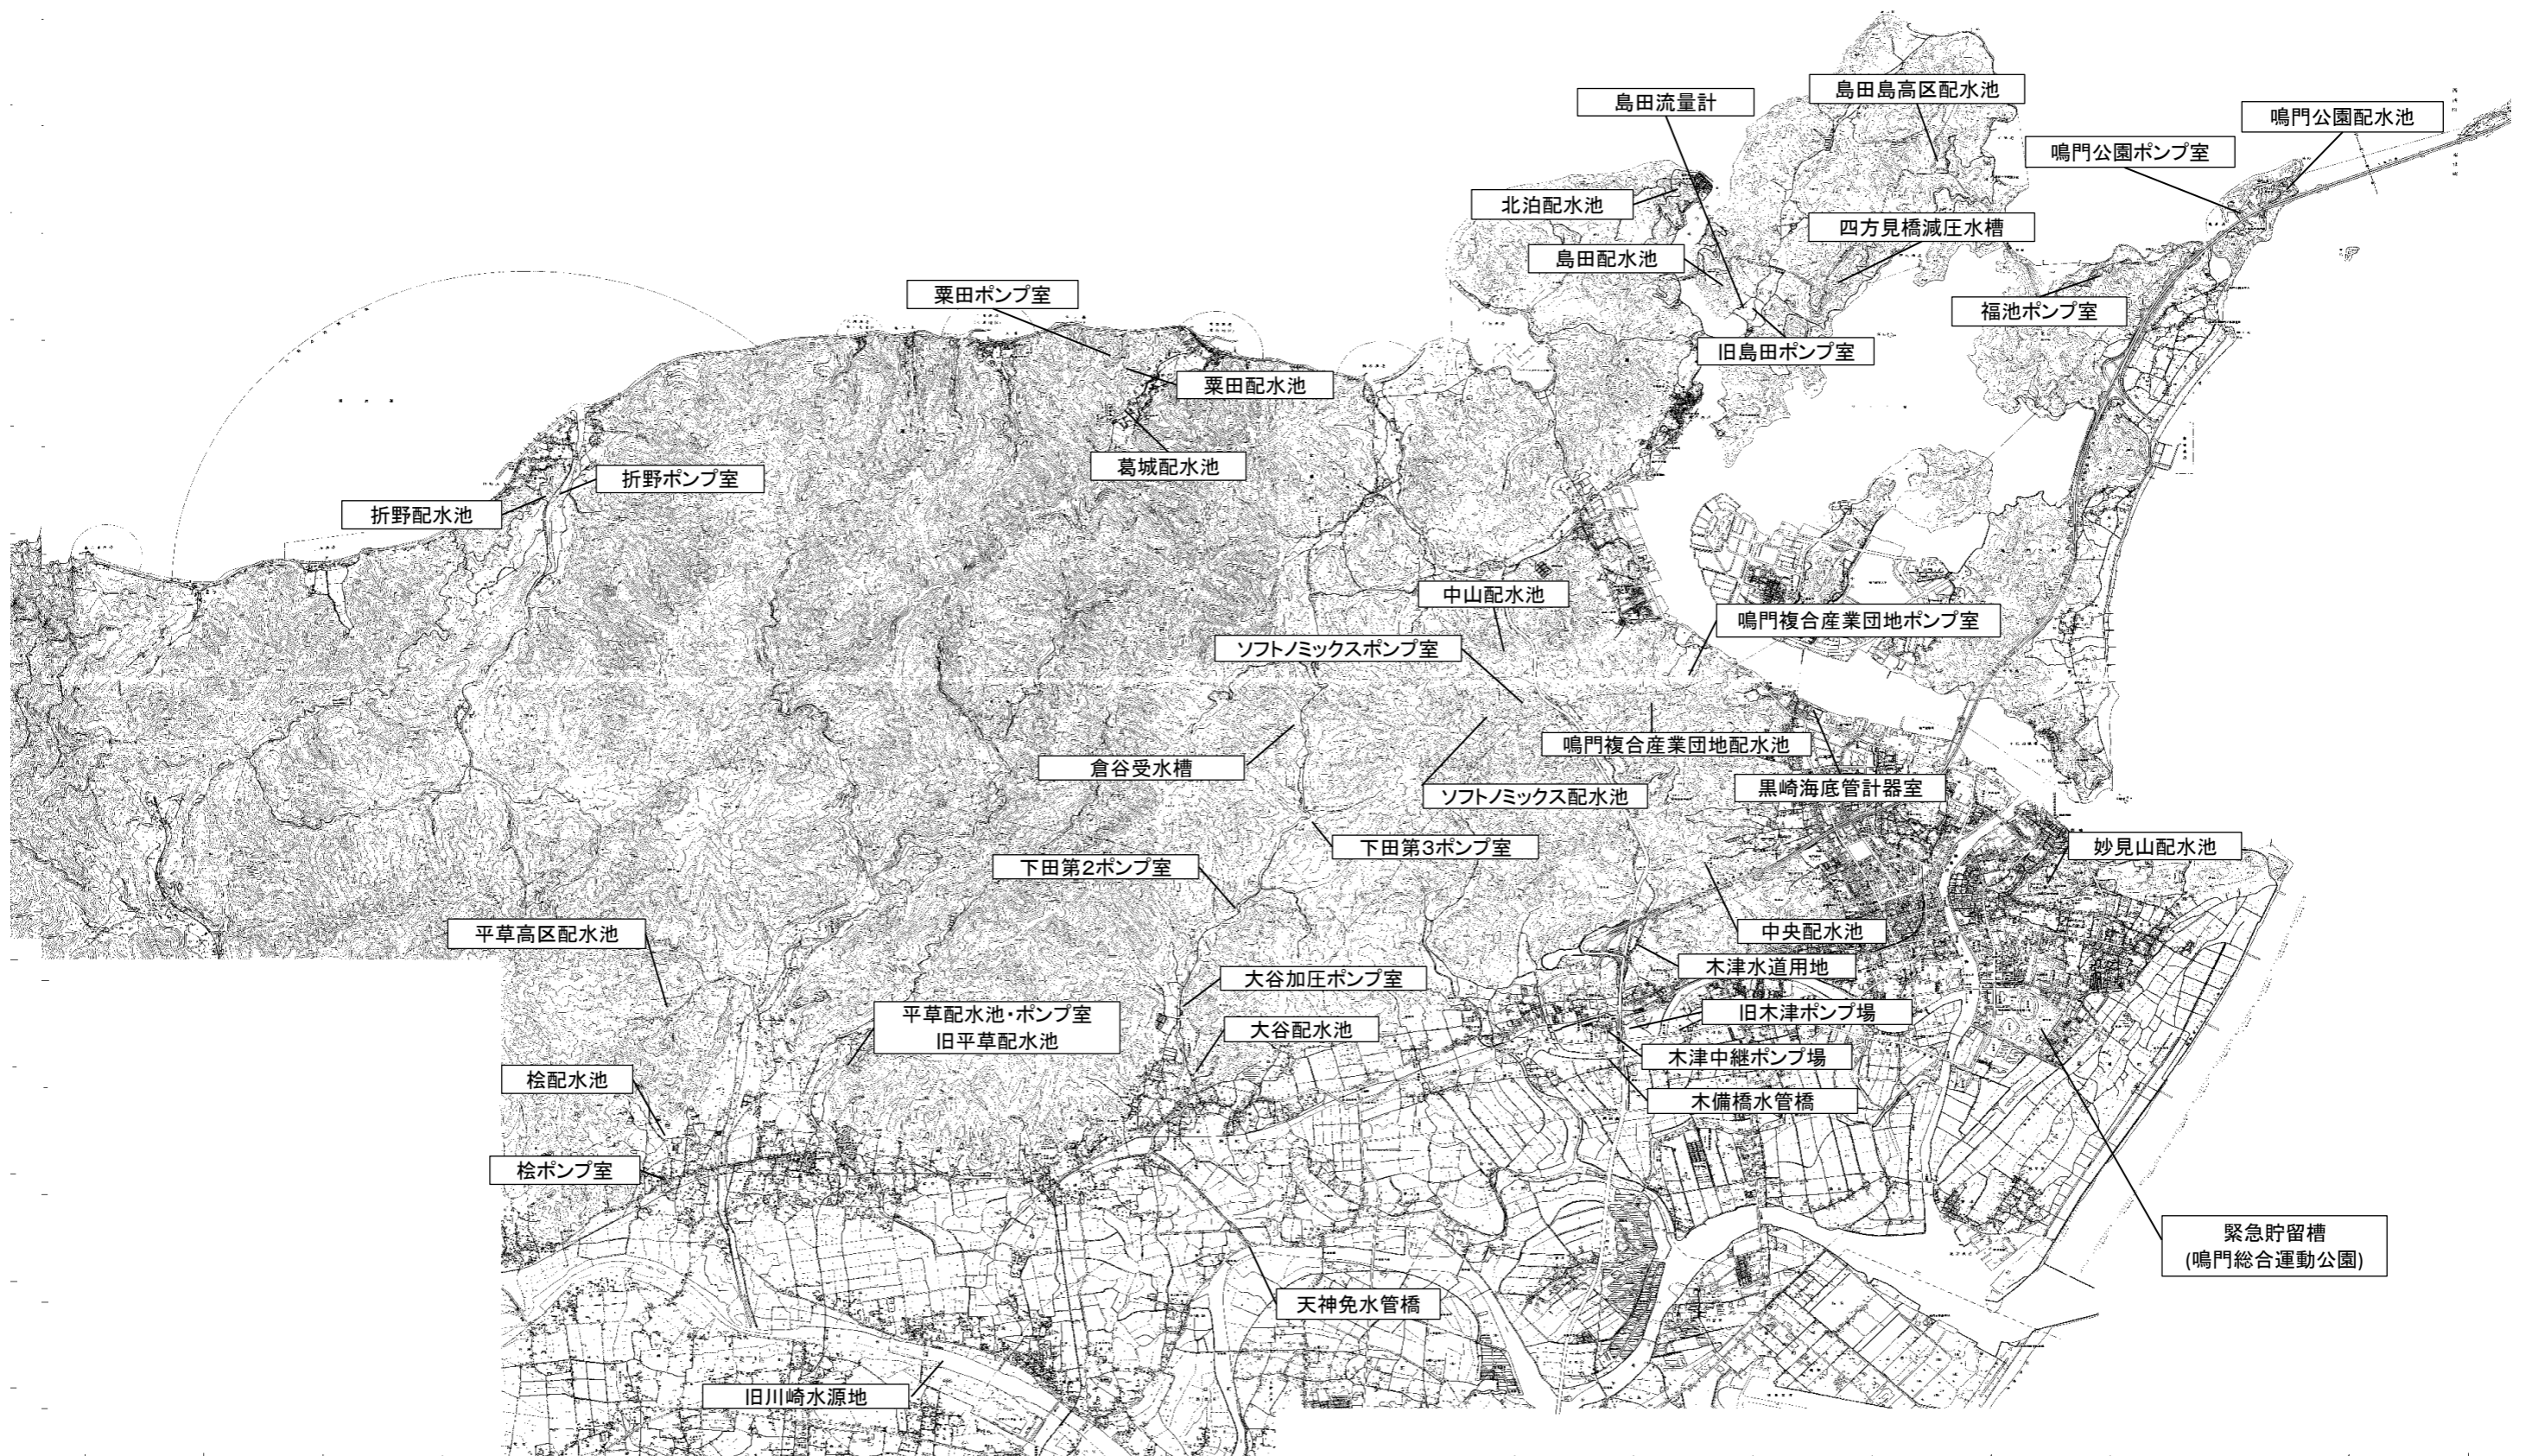 島田島高区配水池
島田流量計
鳴門公園配水池
鳴門公園ポンプ室
北泊配水池
四方見橋減圧水槽
島田配水池
粟田ポンプ室
福池ポンプ室
旧島田ポンプ室
粟田配水池
葛城配水池
折野ポンプ室
折野配水池
中山配水池
鳴門複合産業団地ポンプ室
ソフトノミックスポンプ室
鳴門複合産業団地配水池
倉谷受水槽
黒崎海底管計器室
ソフトノミックス配水池
下田第3ポンプ室
妙見山配水池
下田第2ポンプ室
平草高区配水池
中央配水池
木津水道用地
大谷加圧ポンプ室
旧木津ポンプ場
平草配水池・ポンプ室
旧平草配水池
大谷配水池
木津中継ポンプ場
桧配水池
木備橋水管橋
桧ポンプ室
緊急貯留槽
(鳴門総合運動公園)
天神免水管橋
旧川崎水源地